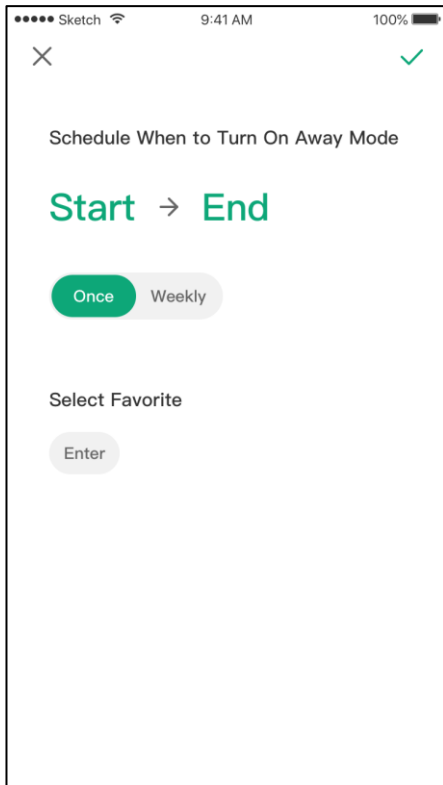 Sketch 9:41 AM 100%
Schedule When to Turn On Away Mode
Start → End
Once Weekly
Select Favorite
Enter